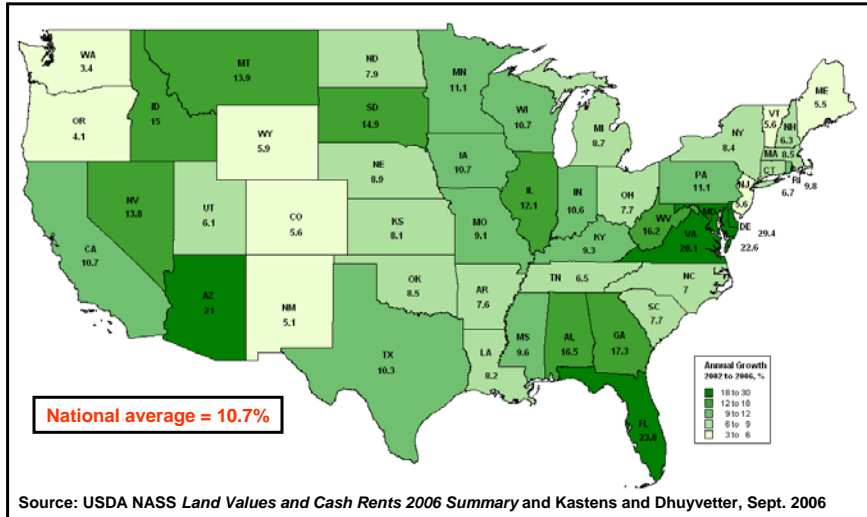 WA
3.4
MT
13.9
ND
7.9
MN
11.1
ME
5.5
OR
4.1
ID
15
SD
14.9
WI
10.7
VT
5.6
NH
6.3
WY
5.9
MI
8.7
NY
8.4
MA 8.5
CT
RI
9.8
6.7
NV
13.8
UT
6.1
NE
8.9
IA
10.7
IL
12.1
IN
10.6
OH
7.7
PA
11.1
NJ
5.6
CA
10.7
CO
5.6
KS
8.1
MO
9.1
KY
9.3
WV
16.2
VA
20.1
MD
DE
29.4
22.6
AZ
21
NM
5.1
OK
8.5
AR
7.6
TN 6.5
NC
7
SC
7.7
TX
10.3
LA
8.2
MS
9.6
AL
16.5
GA
17.3
FL
23.8
Annual Growth
2002 to 2006, %
18 to 30
12 to 18
9 to 12
6 to 9
3 to 6
National average = 10.7%
Source: USDA NASS Land Values and Cash Rents 2006 Summary and Kastens and Dhuyvetter, Sept. 2006